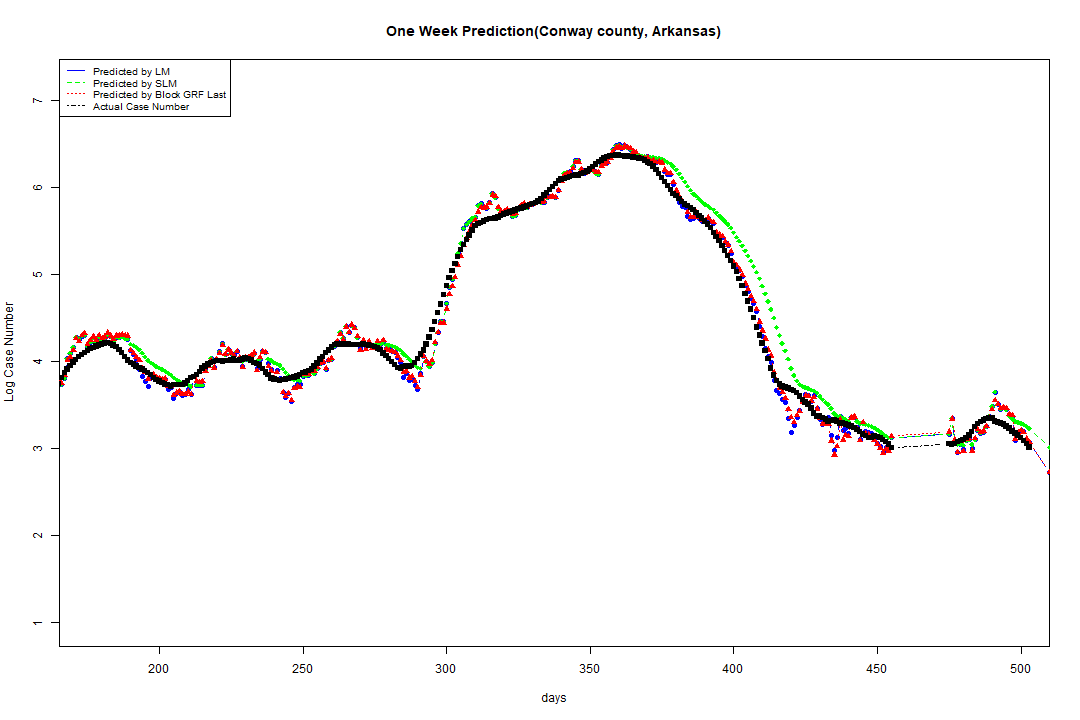 One Week Prediction(Conway county, Arkansas)
Predicted by LM
Predicted by SLM
Predicted by Block GRF Last
Actual Case Number
Log Case Number
7
6
5
4
3
2
1
200 250 300 350 400 450 500
days